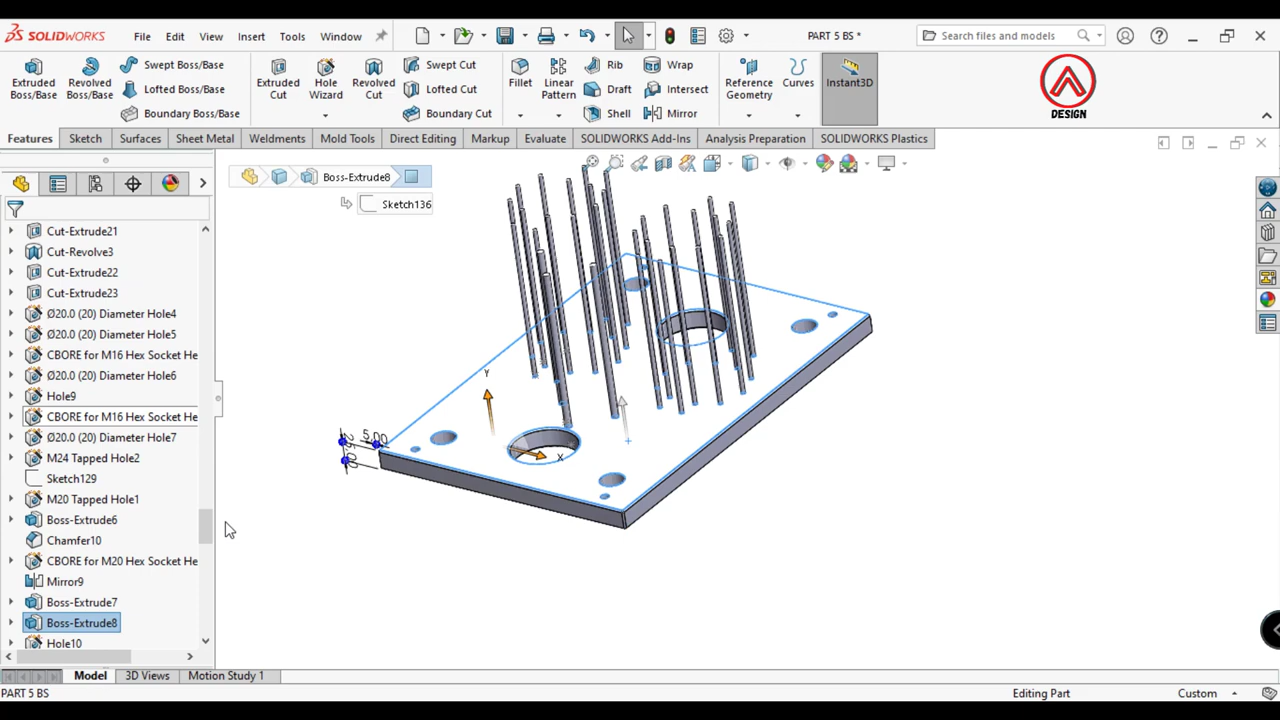 SOLIDWORKS File Edit View Insert Tools Window PART 5 BS * Search files and models
Extruded Boss/Base
Revolved Boss/Base
Swept Boss/Base
Lofted Boss/Base
Boundary Boss/Base
Extruded Cut
Hole Wizard
Revolved Cut
Swept Cut
Lofted Cut
Boundary Cut
Fillet
Linear Pattern
Rib
Draft
Shell
Wrap
Intersect
Mirror
Reference Geometry
Curves
Instant3D
DESIGN
Features Sketch Surfaces Sheet Metal Weldments Mold Tools Direct Editing Markup Evaluate SOLIDWORKS Add-Ins Analysis Preparation SOLIDWORKS Plastics
Boss-Extrude8
Sketch136
Cut-Extrude21
Cut-Revolve3
Cut-Extrude22
Cut-Extrude23
Ø20.0 (20) Diameter Hole4
Ø20.0 (20) Diameter Hole5
CBORE for M16 Hex Socket He
Ø20.0 (20) Diameter Hole6
Hole9
CBORE for M16 Hex Socket He
Ø20.0 (20) Diameter Hole7
M24 Tapped Hole2
Sketch129
M20 Tapped Hole1
Boss-Extrude6
Chamfer10
CBORE for M20 Hex Socket He
Mirror9
Boss-Extrude7
Boss-Extrude8
Hole10
Y
X
5.00
Model 3D Views Motion Study 1
PART 5 BS Editing Part Custom